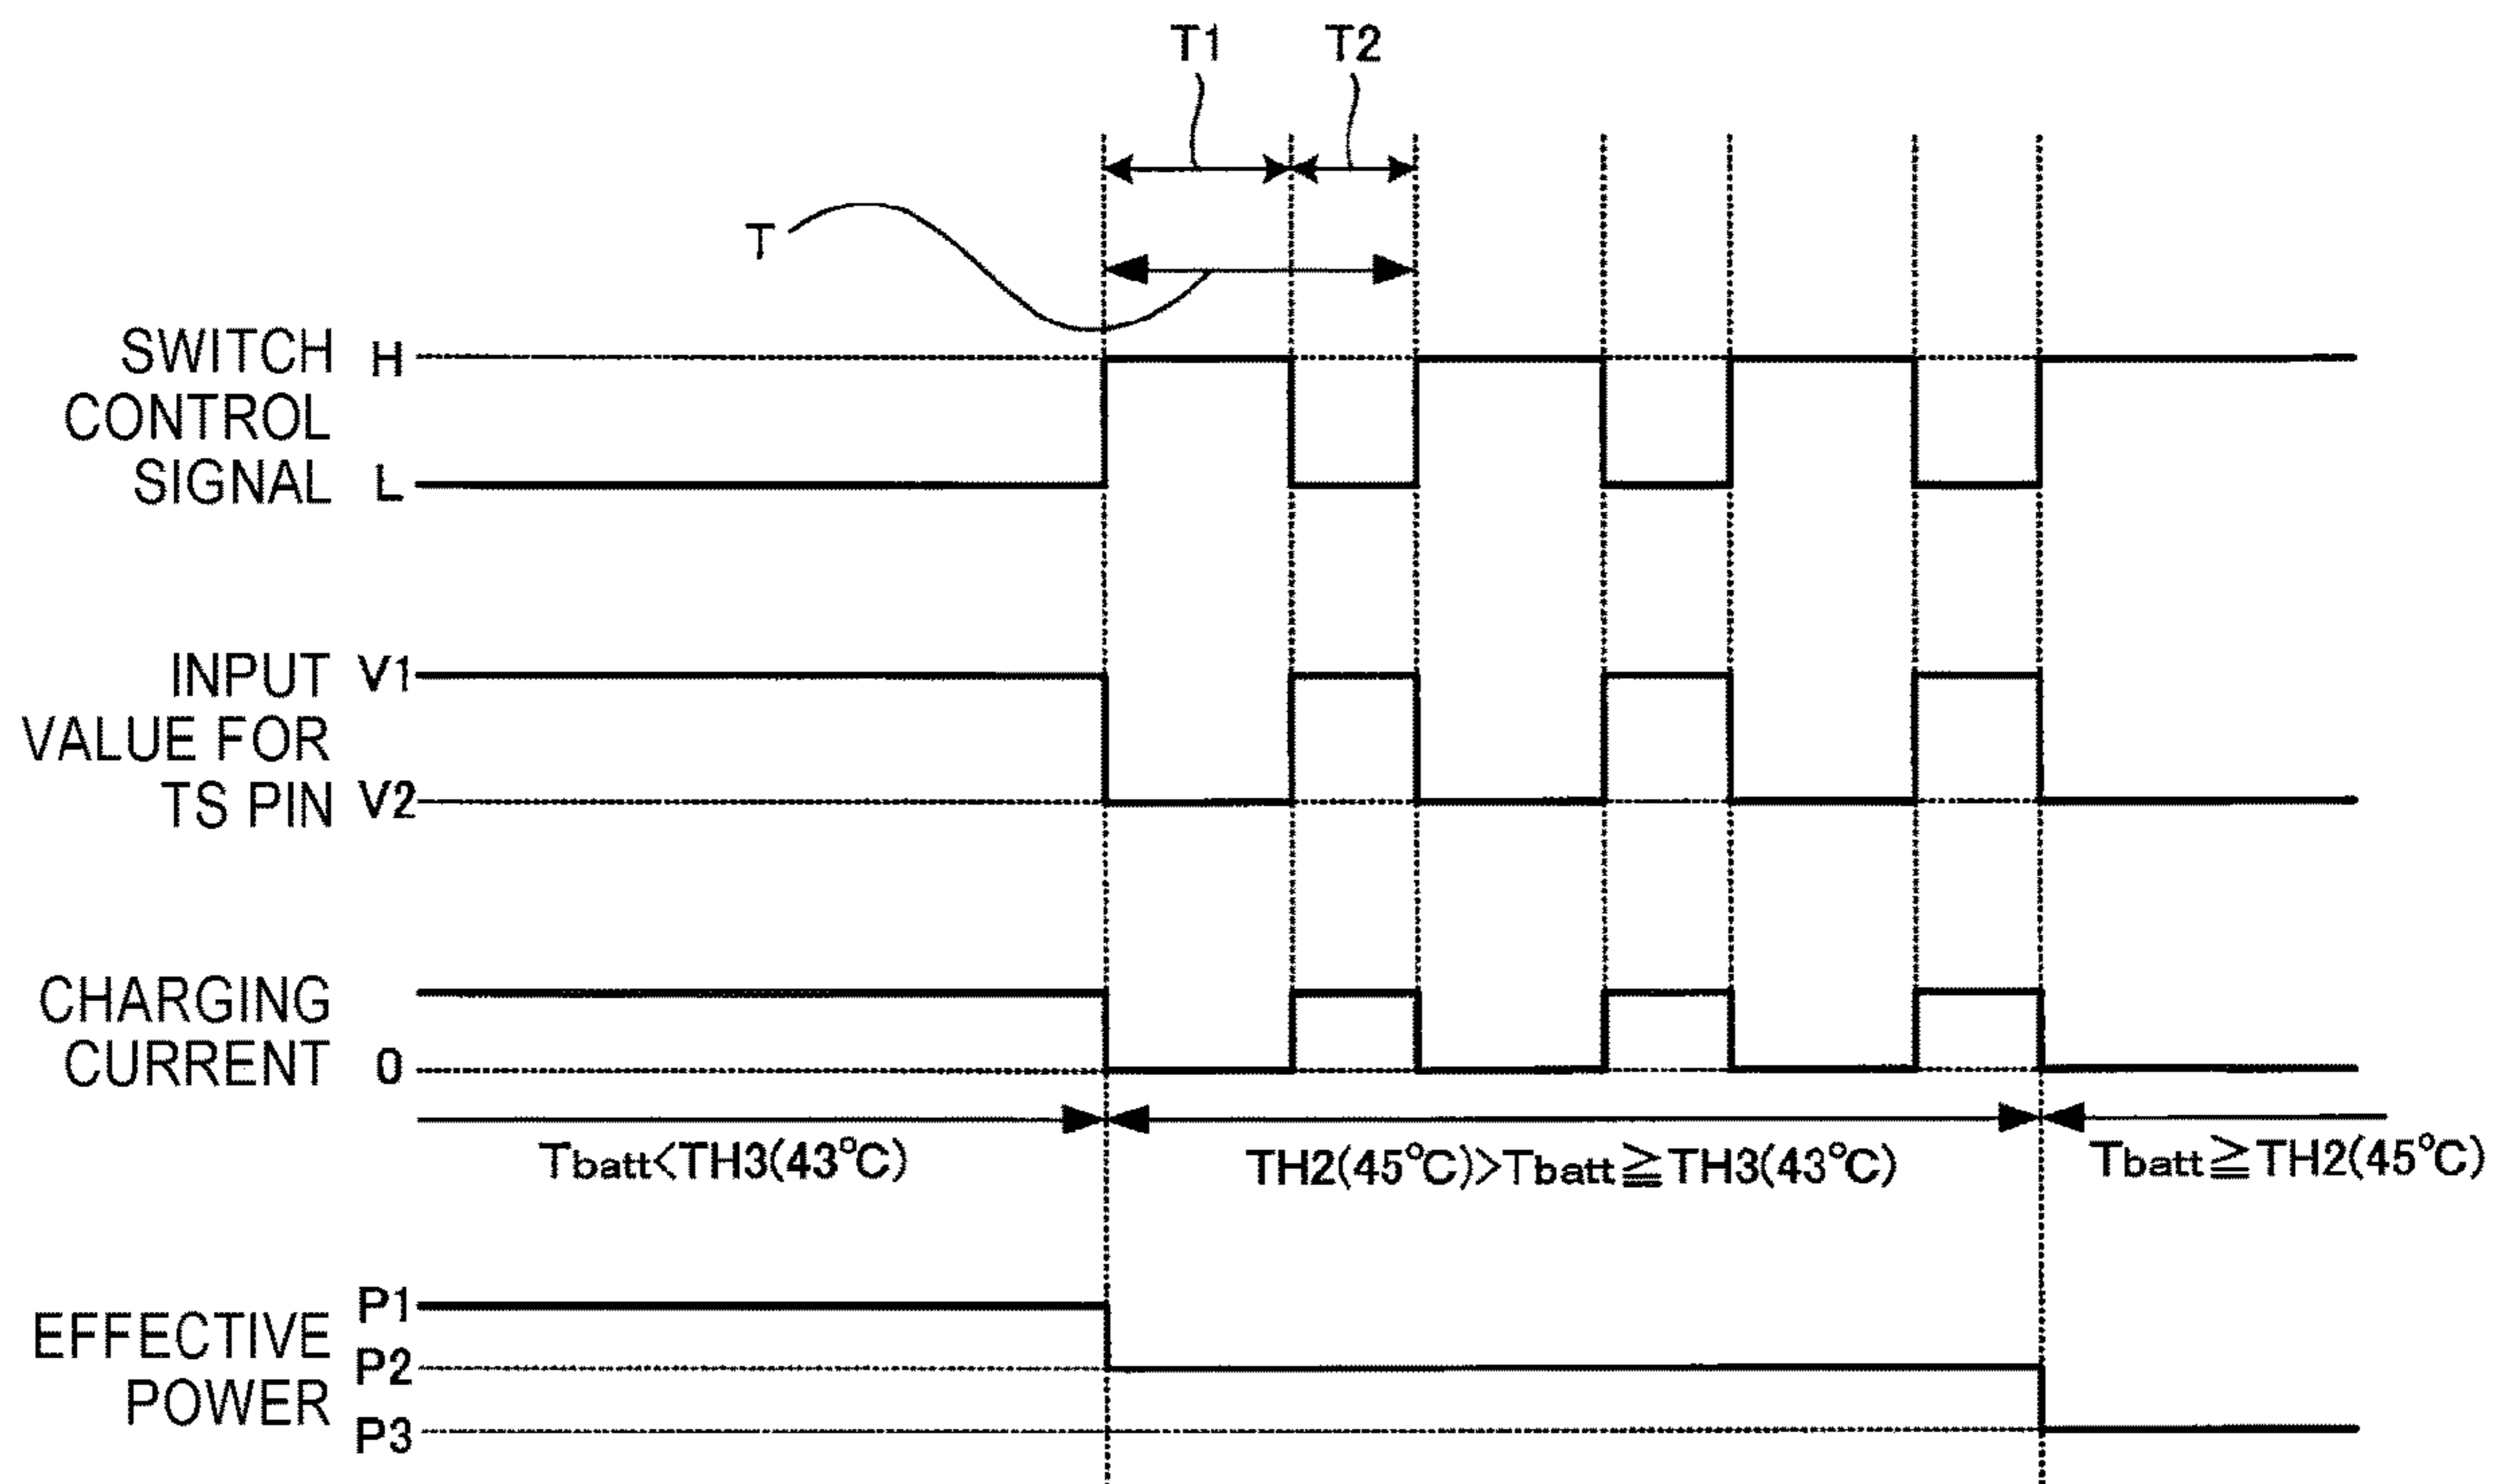 T1 T2
T
SWITCH H
CONTROL
SIGNAL L
INPUT V1
VALUE FOR
TS PIN V2
CHARGING
CURRENT 0
Tbatt<TH3(43°C)
TH2(45°C)>Tbatt≧TH3(43°C)
Tbatt≧TH2(45°C)
P1
EFFECTIVE
P2
POWER
P3